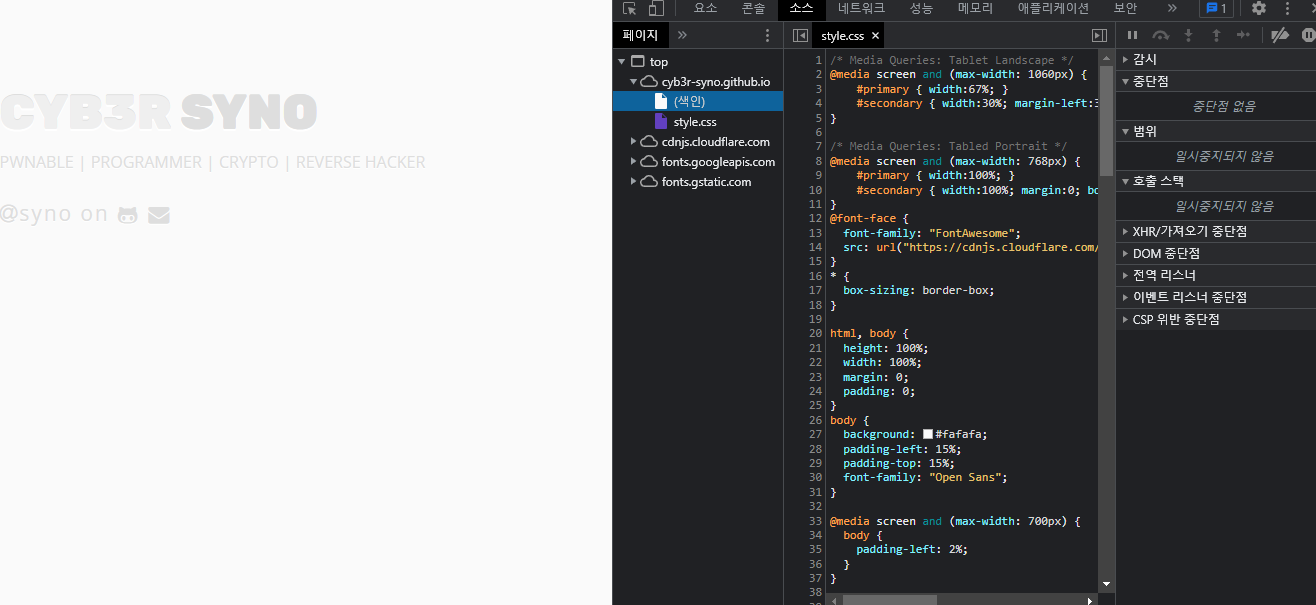 CYB3R SYNO
PWNABLE | PROGRAMMER | CRYPTO | REVERSE HACKER
@syno on
요소 콘솔 소스 네트워크 성능 메모리 애플리케이션 보안 » 1
페이지 »
top
cyb3r-syno.github.io
(색인)
style.css
cdnjs.cloudflare.com
fonts.googleapis.com
fonts.gstatic.com
style.css ×
1 /* Media Queries: Tablet Landscape */
2 @media screen and (max-width: 1060px) {
3 #primary { width:67%; }
4 #secondary { width:30%; margin-left:3
5 }
6
7 /* Media Queries: Tabled Portrait */
8 @media screen and (max-width: 768px) {
9 #primary { width:100%; }
10 #secondary { width:100%; margin:0; bo
11 }
12 @font-face {
13 font-family: "FontAwesome";
14 src: url("https://cdnjs.cloudflare.com/
15 }
16 * {
17 box-sizing: border-box;
18 }
19
20 html, body {
21 height: 100%;
22 width: 100%;
23 margin: 0;
24 padding: 0;
25 }
26 body {
27 background: #fafafa;
28 padding-left: 15%;
29 padding-top: 15%;
30 font-family: "Open Sans";
31 }
32
33 @media screen and (max-width: 700px) {
34 body {
35 padding-left: 2%;
36 }
37 }
38
감시
중단점
중단점 없음
범위
일시중지되지 않음
호출 스택
일시중지되지 않음
XHR/가져오기 중단점
DOM 중단점
전역 리스너
이벤트 리스너 중단점
CSP 위반 중단점